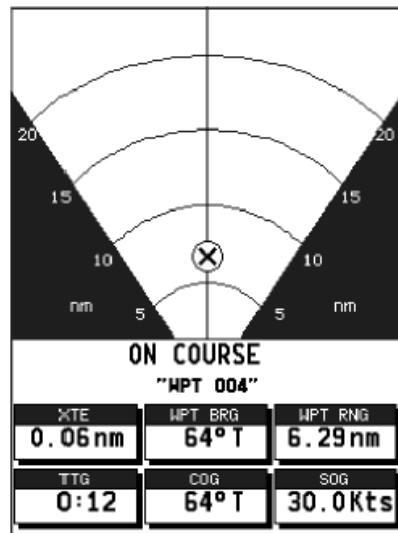 20 20
15 15
10 10
nm nm
5 5
ON COURSE
"WPT 004"
XTE WPT BRG WPT RNG
0.06nm 64°T 6.29nm
TTG COG SOG
0:12 64°T 30.0Kts